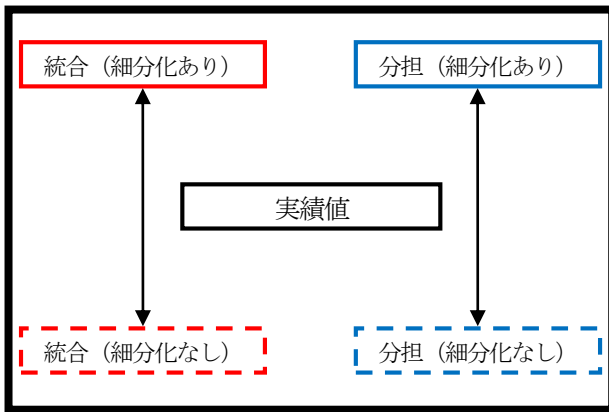 統合（細分化あり）
分担（細分化あり）
実績値
統合（細分化なし）
分担（細分化なし）